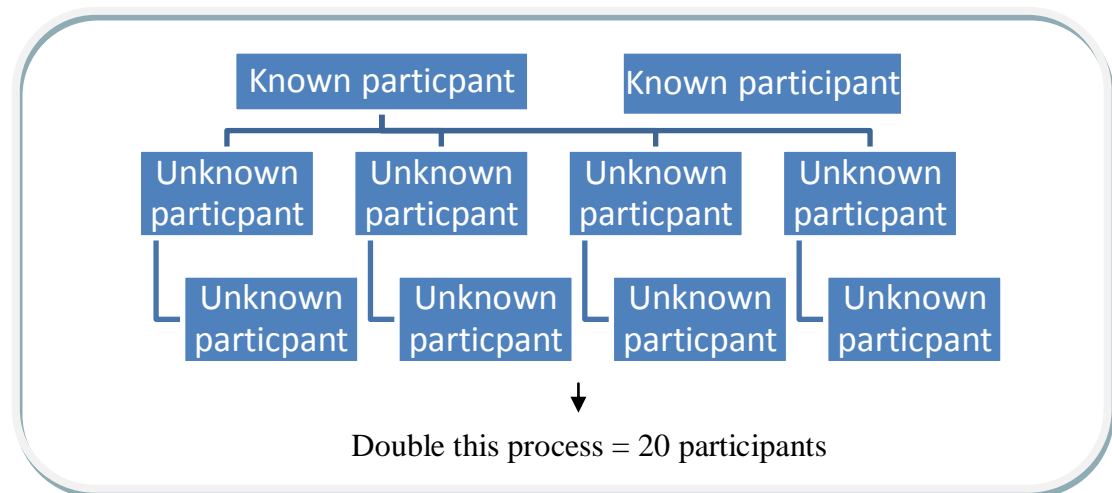 Known particpant
Known participant
Unknown
particpant
Unknown
particpant
Unknown
particpant
Unknown
particpant
Unknown
particpant
Unknown
particpant
Unknown
particpant
Unknown
particpant
Double this process = 20 participants